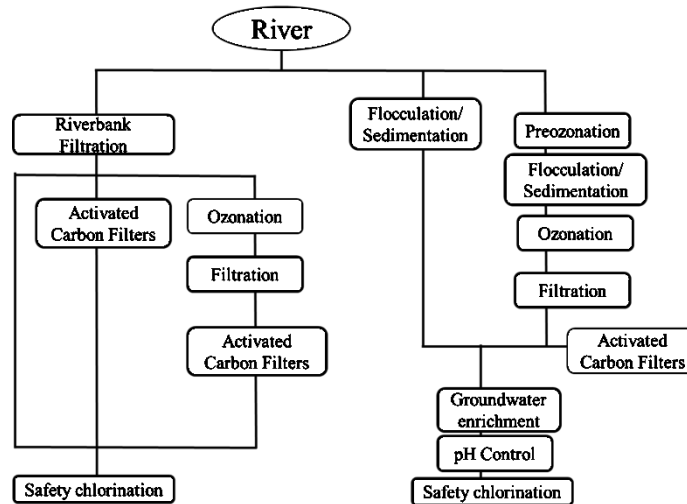 River
Riverbank
Filtration
Flocculation/
Sedimentation
Preozonation
Flocculation/
Sedimentation
Activated
Carbon Filters
Ozonation
Ozonation
Filtration
Filtration
Activated
Carbon Filters
Activated
Carbon Filters
Groundwater
enrichment
pH Control
Safety chlorination
Safety chlorination